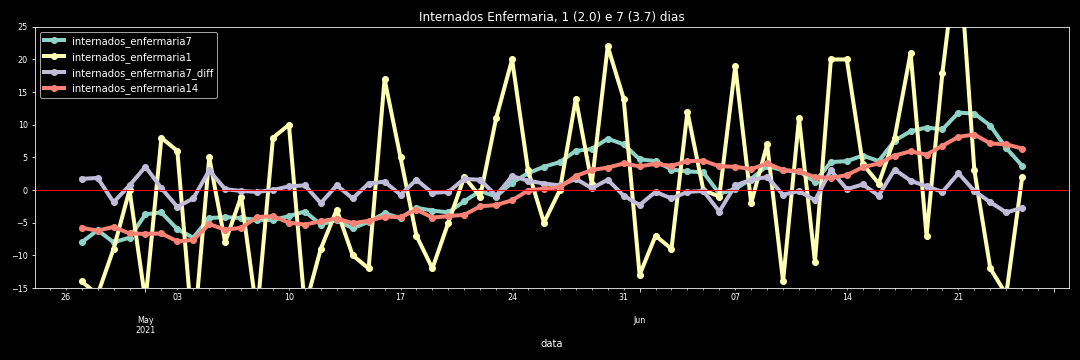 Internados Enfermaria, 1 (2.0) e 7 (3.7) dias
25
20
15
10
5
0
−5
−10
−15
internados_enfermaria7
internados_enfermaria1
internados_enfermaria7_diff
internados_enfermaria14
26 03 10 17 24 31 07 14 21
May Jun
2021
data